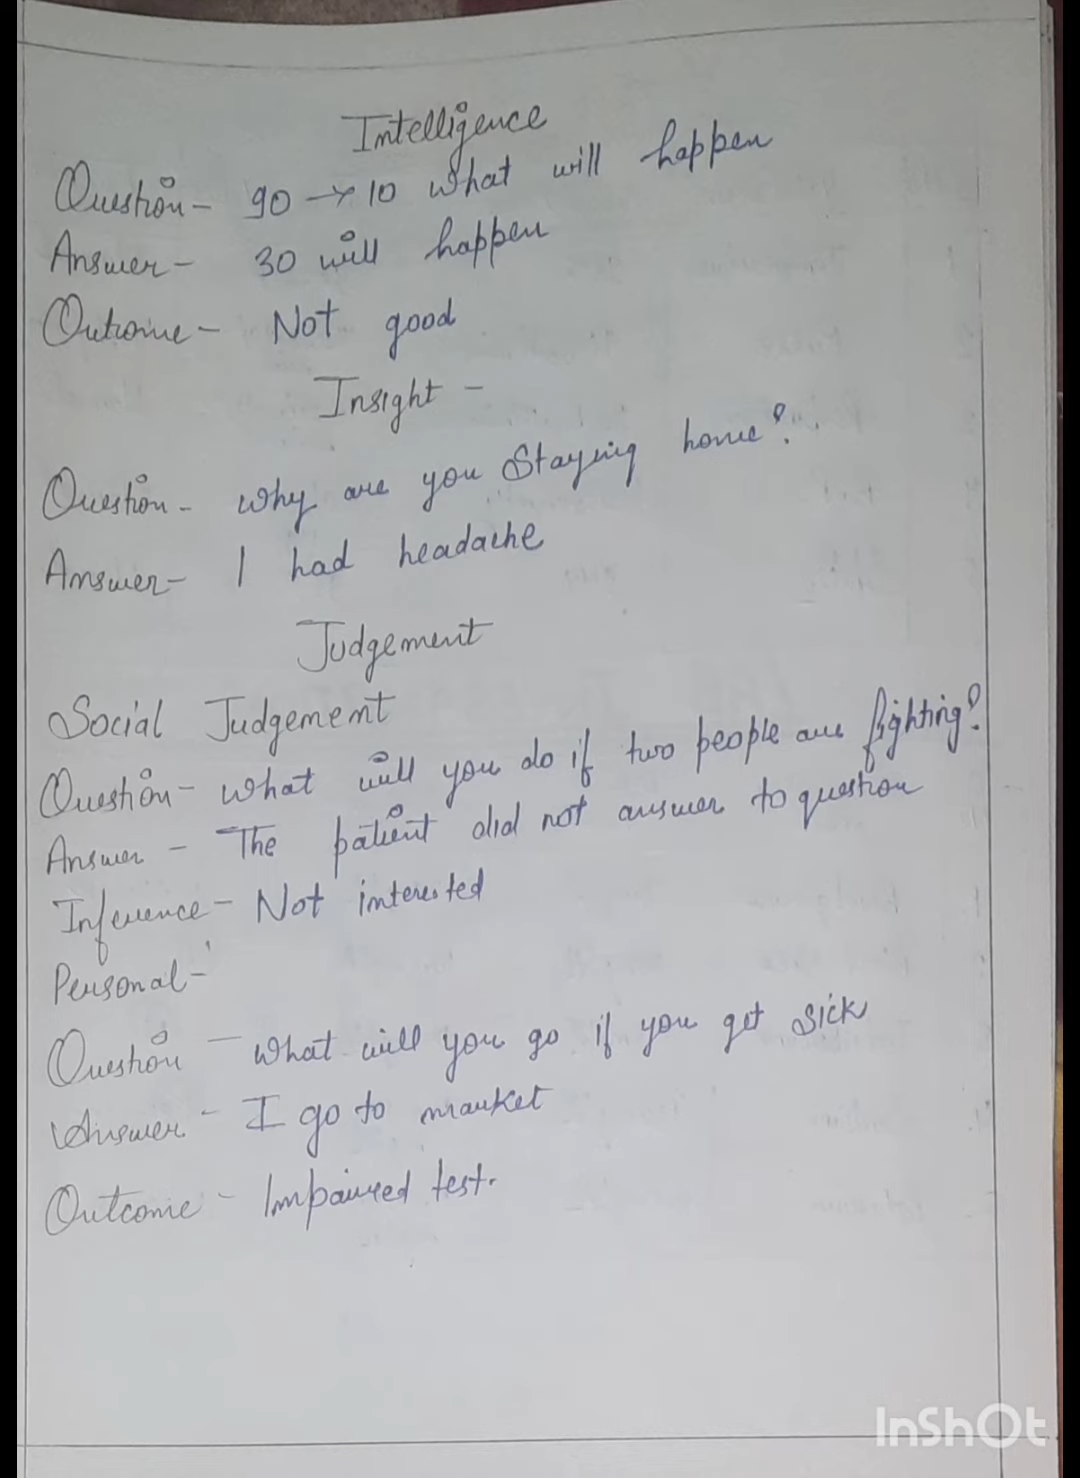 Intelligence
Question - 90 → 10 what will happen
Answer - 30 will happen
Outcome - Not good
Insight -
Question - why are you staying home?
Answer - I had headache
Judgement
Social Judgement
Question - what will you do if two people are fighting?
Answer - The patient did not answer to question
Inference - Not interested
Personal -
Question - what will you go if you get sick
Answer - I go to market
Outcome - Impaired test.
InShOt